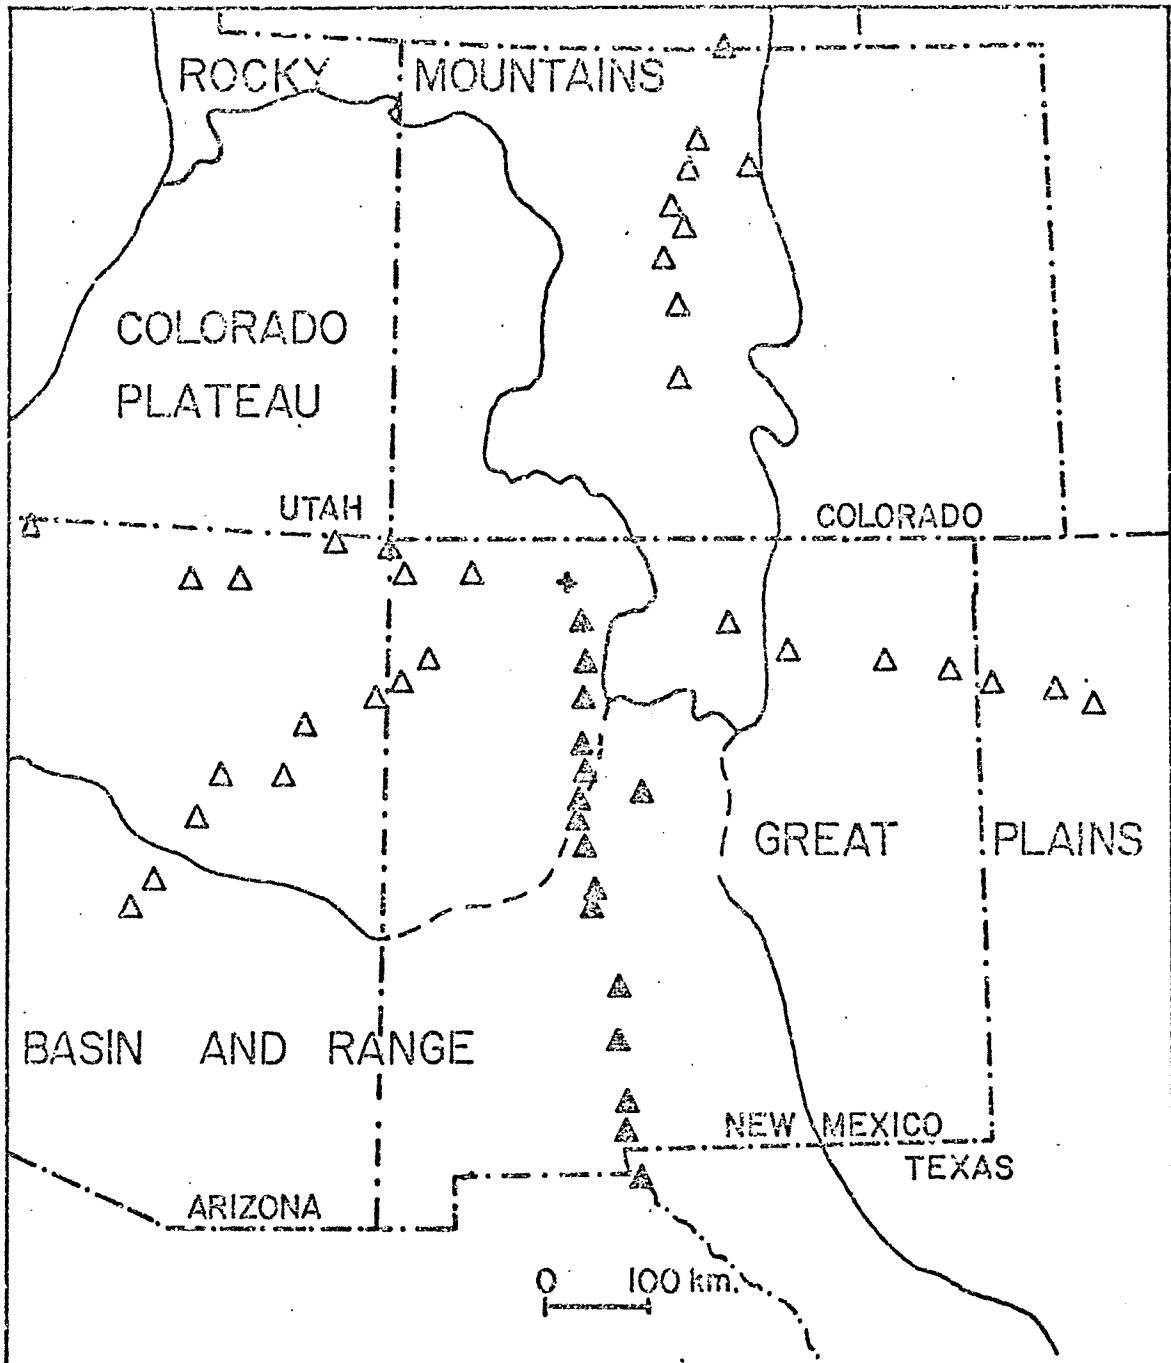 ROCKY MOUNTAINS
COLORADO
PLATEAU
UTAH
COLORADO
GREAT PLAINS
BASIN AND RANGE
NEW MEXICO
TEXAS
ARIZONA
0 100 km.